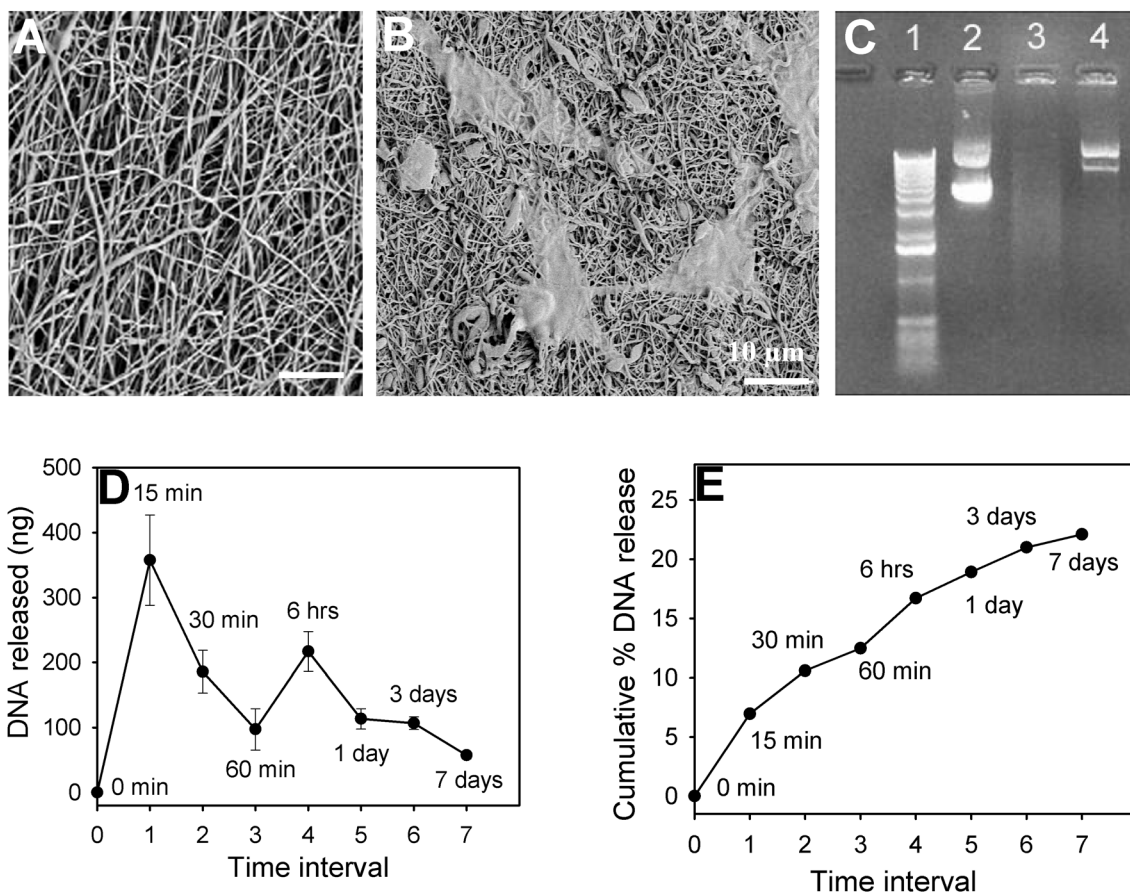 A
B
10 µm
C
1 2 3 4
D
DNA released (ng)
500
400
300
200
100
0
0 min
15 min
30 min
60 min
6 hrs
1 day
3 days
7 days
0 1 2 3 4 5 6 7
Time interval
E
Cumulative % DNA release
25
20
15
10
5
0
0 min
15 min
30 min
60 min
6 hrs
1 day
3 days
7 days
0 1 2 3 4 5 6 7
Time interval